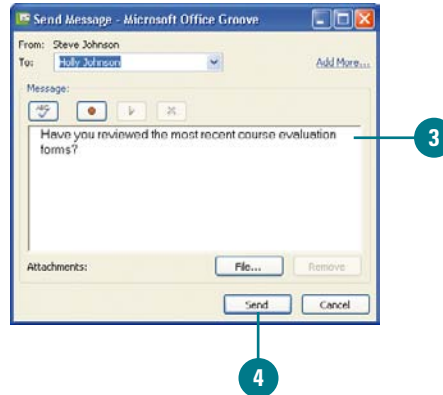 Send Message - Microsoft Office Groove
From: Steve Johnson
To: Holly Johnson Add More...
Message:
ABC
Have you reviewed the most recent course evaluation
forms?
3
Attachments: File... Remove
Send Cancel
4